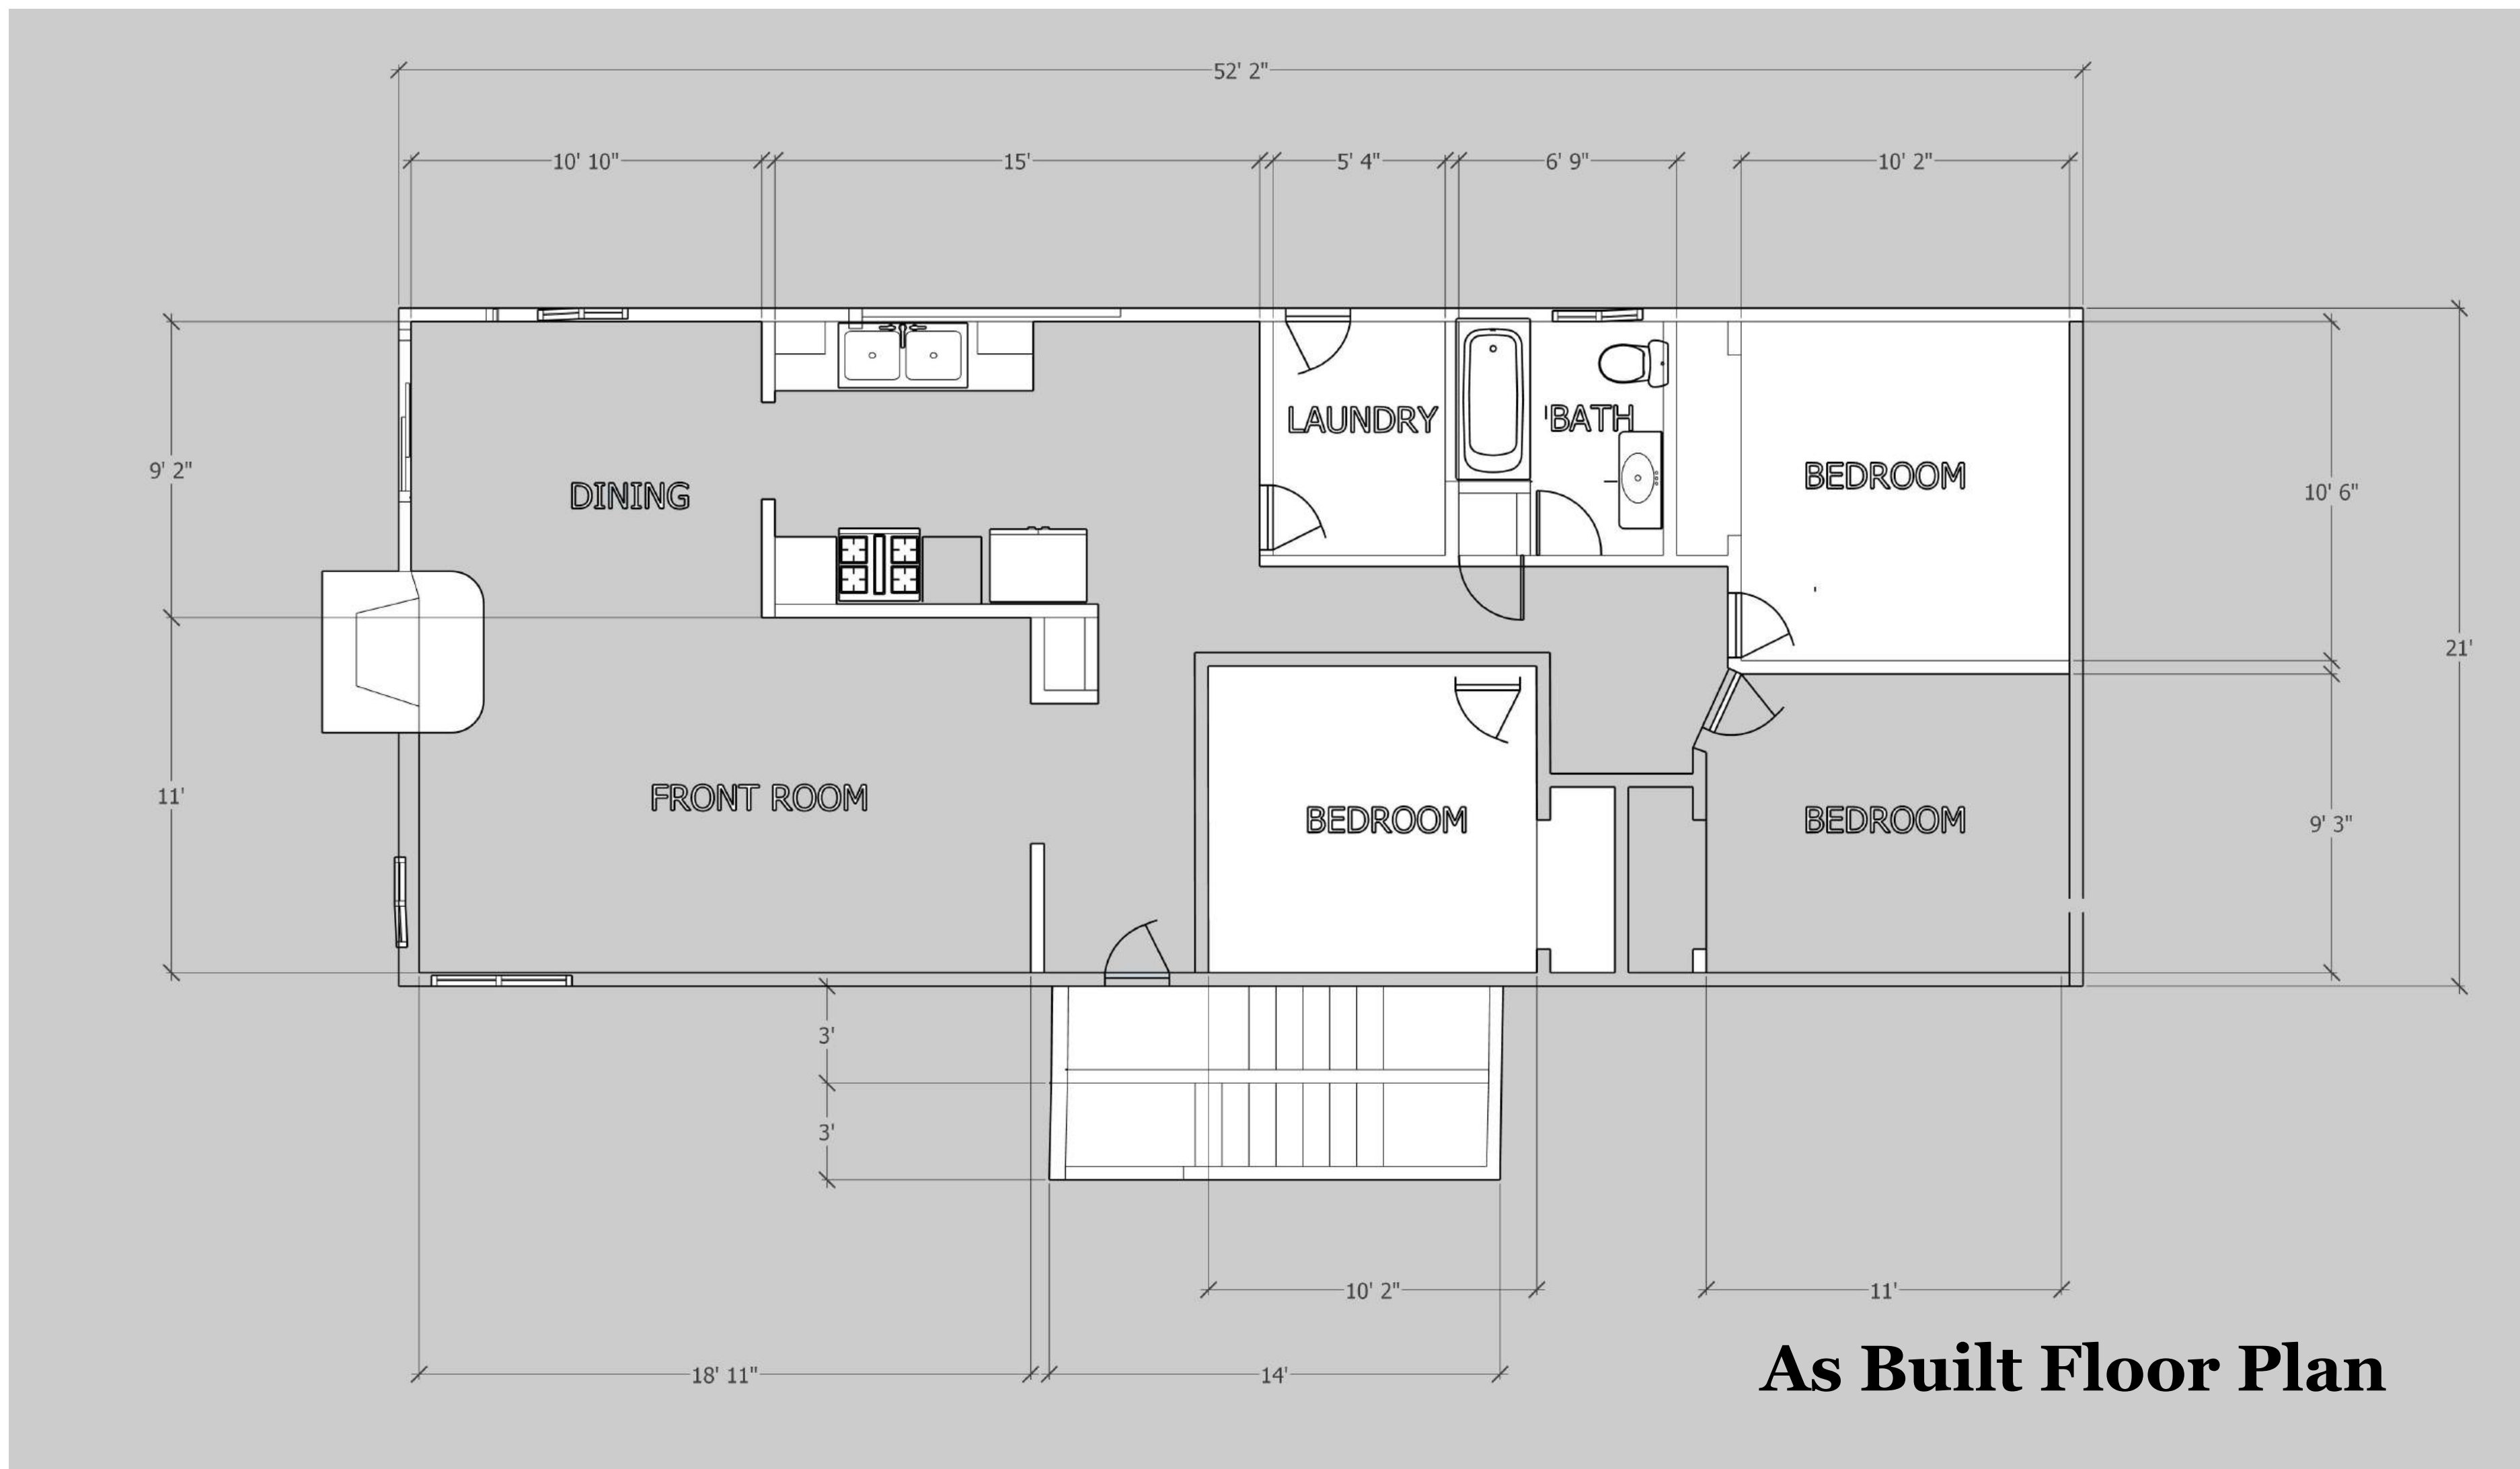 52' 2"
10' 10"
15'
5' 4"
6' 9"
10' 2"
LAUNDRY
'BATH
BEDROOM
9' 2"
DINING
10' 6"
21'
11'
FRONT ROOM
BEDROOM
BEDROOM
9' 3"
3'
3'
10' 2"
11'
18' 11"
14'
As Built Floor Plan